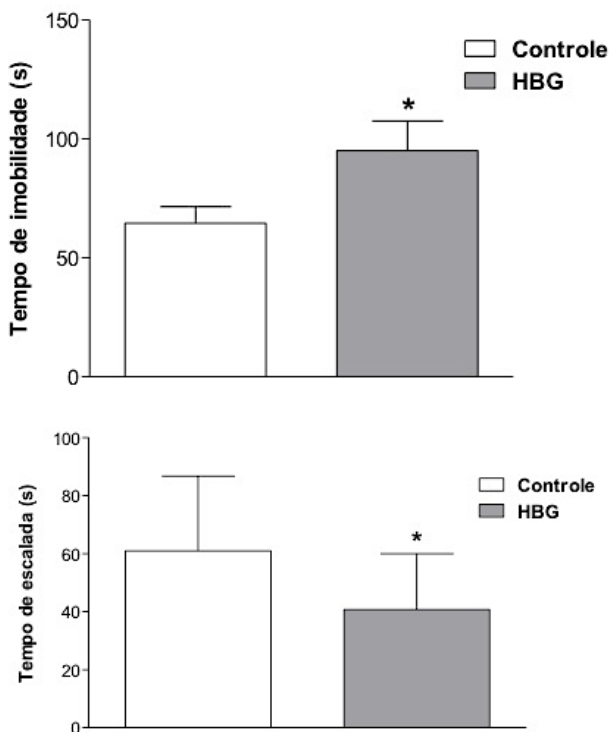 150
Controle
HBG
*
100
50
0
Tempo de imobilidade (s)
100
Controle
HBG
80
*
60
40
20
0
Tempo de escalada (s)